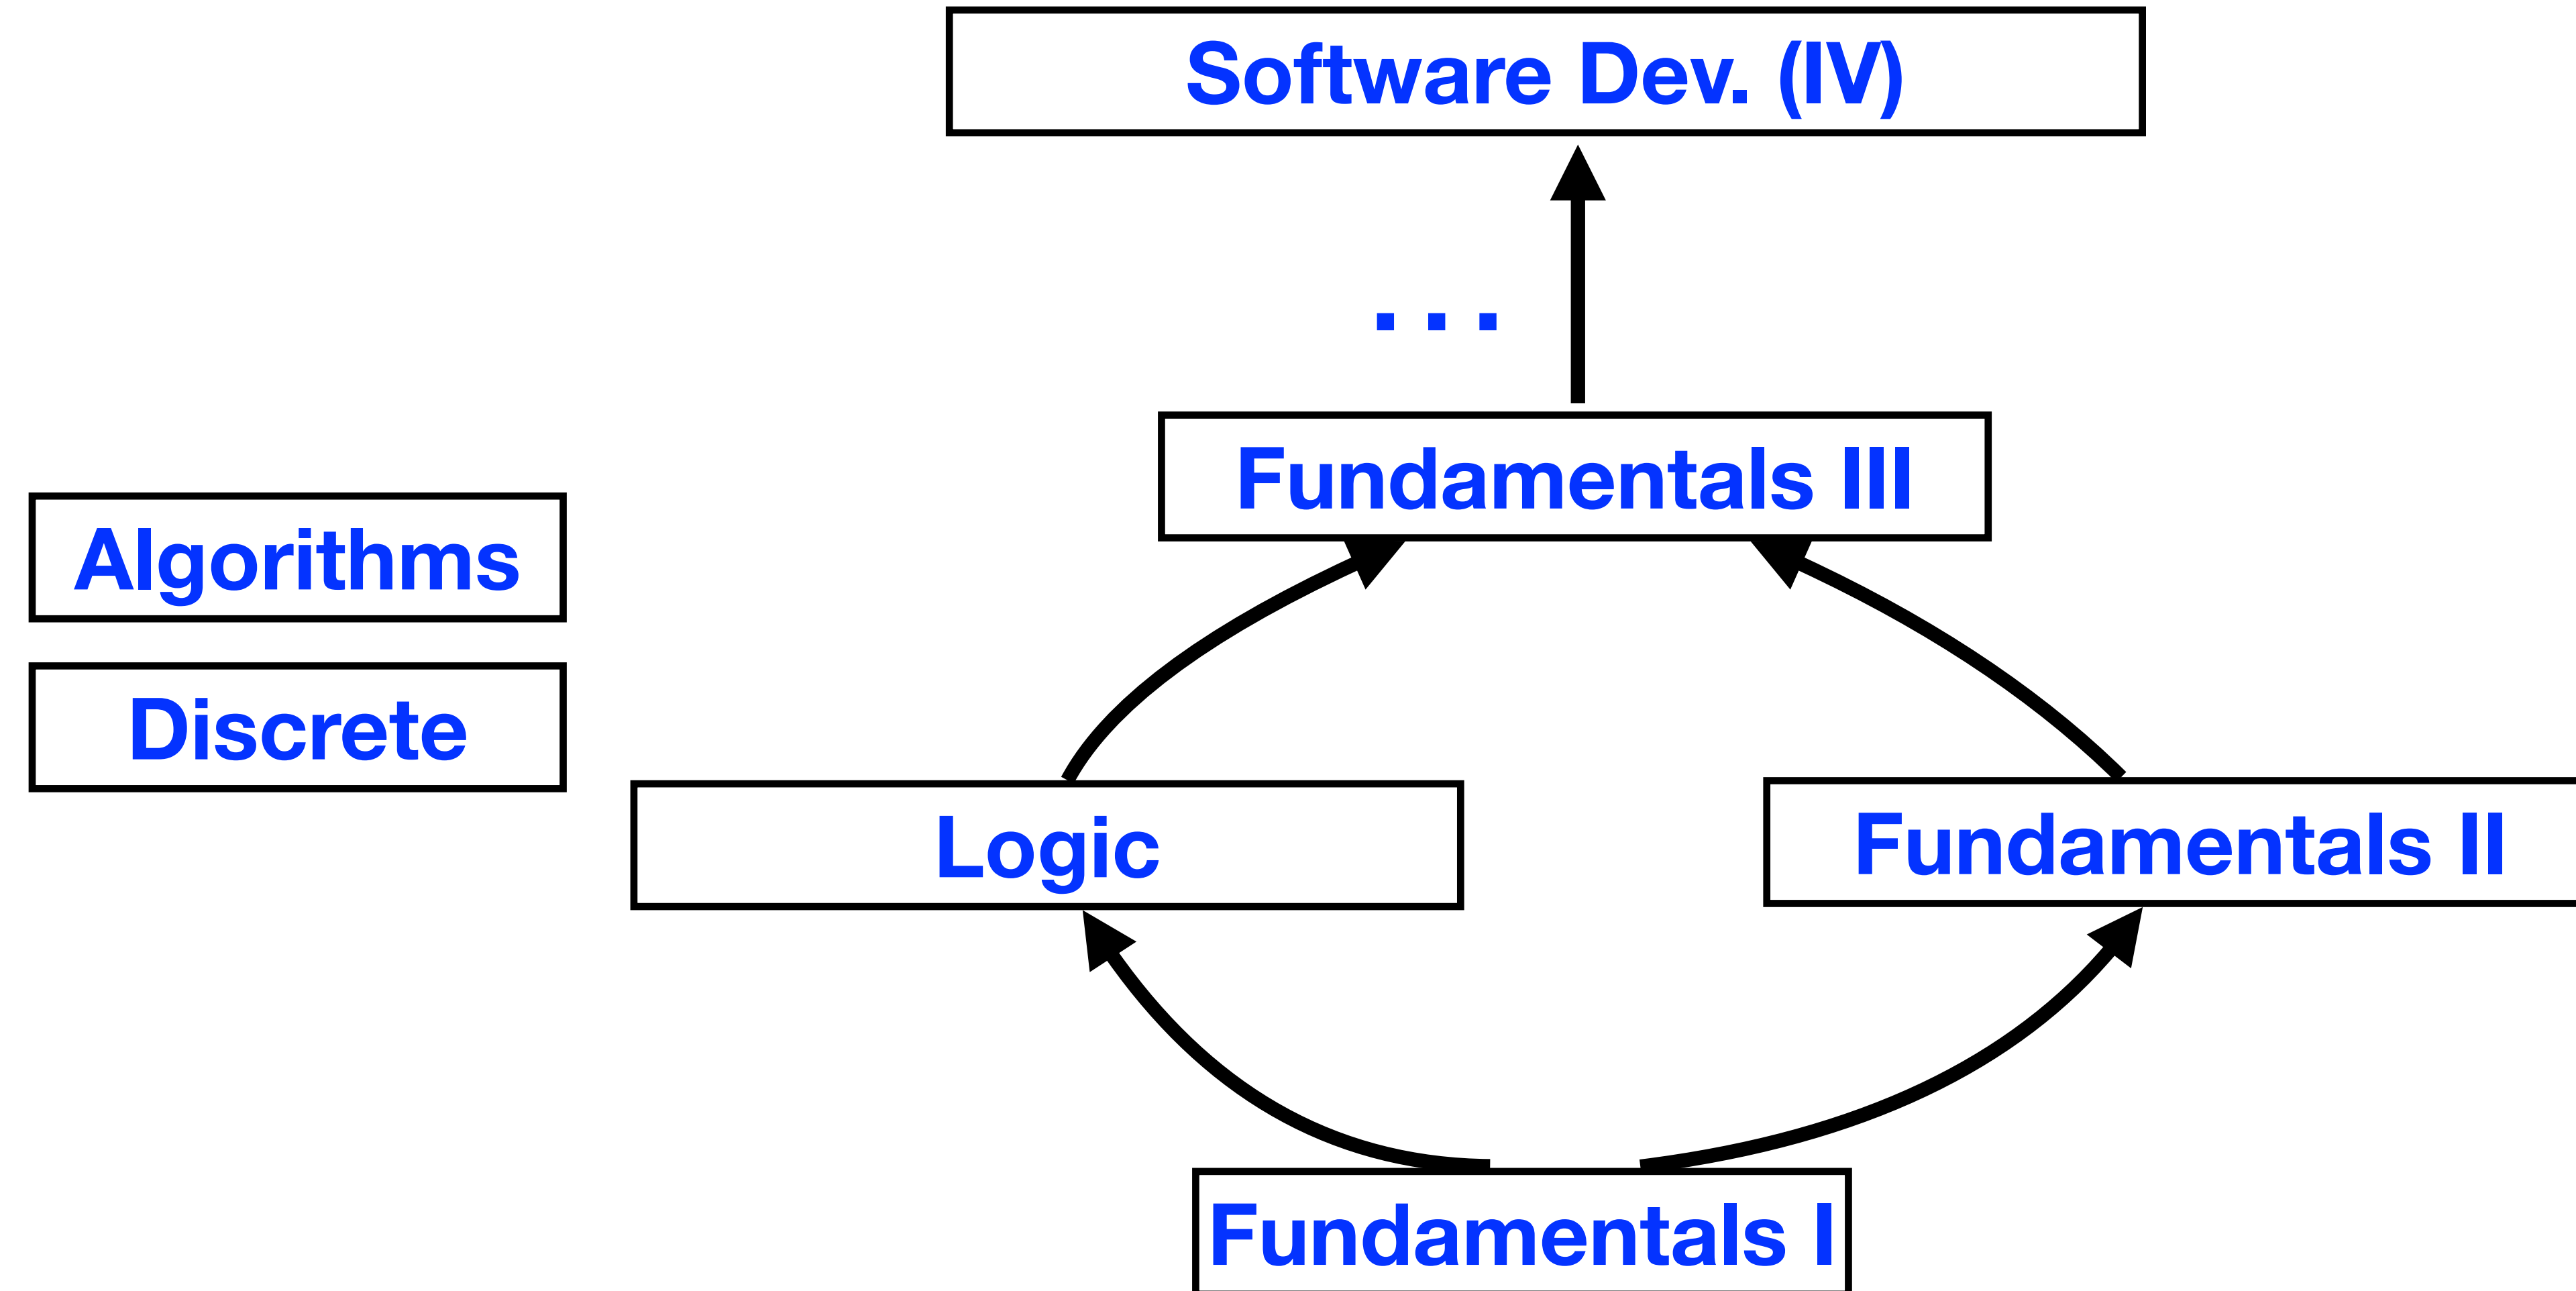 Software Dev. (IV)
...
Fundamentals III
Algorithms
Discrete
Logic
Fundamentals II
Fundamentals I